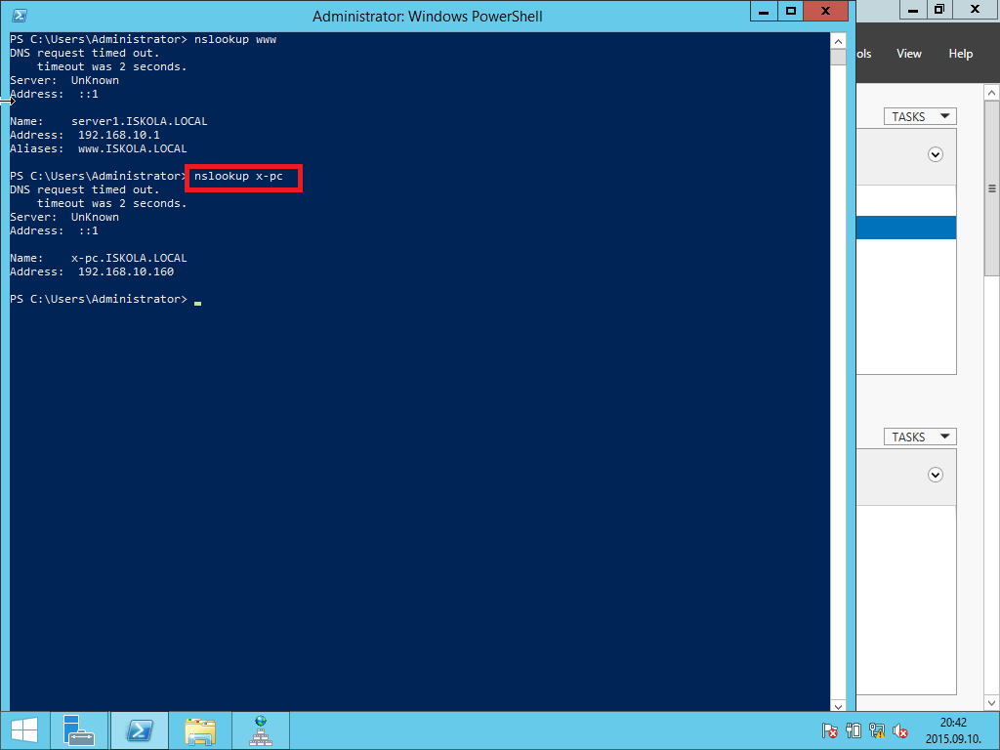 Administrator: Windows PowerShell
PS C:\Users\Administrator> nslookup www
DNS request timed out.
timeout was 2 seconds.
Server: UnKnown
Address: ::1
Name: server1.ISKOLA.LOCAL
Address: 192.168.10.1
Aliases: www.ISKOLA.LOCAL
PS C:\Users\Administrator> nslookup x-pc
DNS request timed out.
timeout was 2 seconds.
Server: UnKnown
Address: ::1
Name: x-pc.ISKOLA.LOCAL
Address: 192.168.10.160
PS C:\Users\Administrator>
ols View Help
TASKS
TASKS
20:42
2015.09.10.